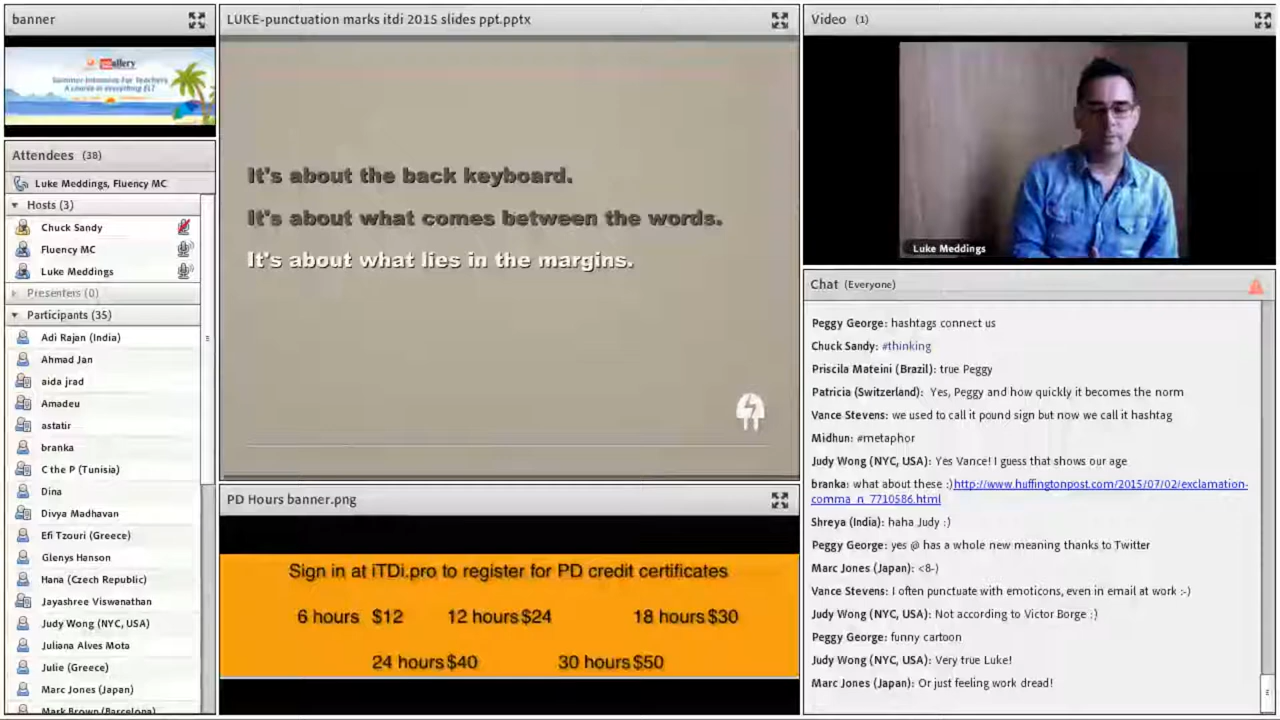 banner
allery
Summer Intensive For Teachers
A course in everything ELT
Attendees (38)
Luke Meddings, Fluency MC
Hosts (3)
Chuck Sandy
Fluency MC
Luke Meddings
Presenters (0)
Participants (35)
Adi Rajan (India)
Ahmad Jan
aida jrad
Amadeu
astatir
branka
C the P (Tunisia)
Dina
Divya Madhavan
Efi Tzouri (Greece)
Glenys Hanson
Hana (Czech Republic)
Jayashree Viswanathan
Judy Wong (NYC, USA)
Juliana Alves Mota
Julie (Greece)
Marc Jones (Japan)
Mark Brown (Barcelona)
LUKE-punctuation marks itdi 2015 slides ppt.pptx
It's about the back keyboard.
It's about what comes between the words.
It's about what lies in the margins.
PD Hours banner.png
Sign in at iTDi.pro to register for PD credit certificates
6 hours $12 12 hours $24 18 hours $30
24 hours $40 30 hours $50
Video (1)
Luke Meddings
Chat (Everyone)
Peggy George: hashtags connect us
Chuck Sandy: #thinking
Priscila Mateini (Brazil): true Peggy
Patricia (Switzerland): Yes, Peggy and how quickly it becomes the norm
Vance Stevens: we used to call it pound sign but now we call it hashtag
Midhun: #metaphor
Judy Wong (NYC, USA): Yes Vance! I guess that shows our age
branka: what about these :)http://www.huffingtonpost.com/2015/07/02/exclamation-
comma_n_7710586.html
Shreya (India): haha Judy :)
Peggy George: yes @ has a whole new meaning thanks to Twitter
Marc Jones (Japan): <8-)
Vance Stevens: I often punctuate with emoticons, even in email at work :-)
Judy Wong (NYC, USA): Not according to Victor Borge :)
Peggy George: funny cartoon
Judy Wong (NYC, USA): Very true Luke!
Marc Jones (Japan): Or just feeling work dread!